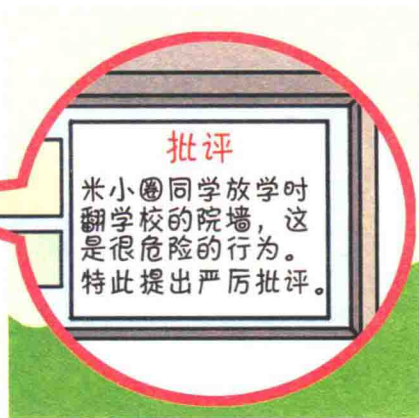 批评
米小圈同学放学时
翻学校的院墙，这
是很危险的行为。
特此提出严厉批评。